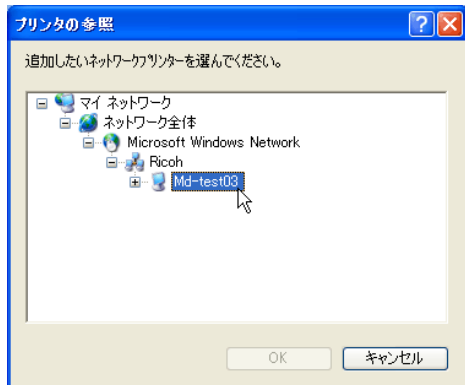 プリンタの参照
追加したいネットワークプリンターを選んでください。
マイ ネットワーク
ネットワーク全体
Microsoft Windows Network
Ricoh
Md-test03
OK
キャンセル